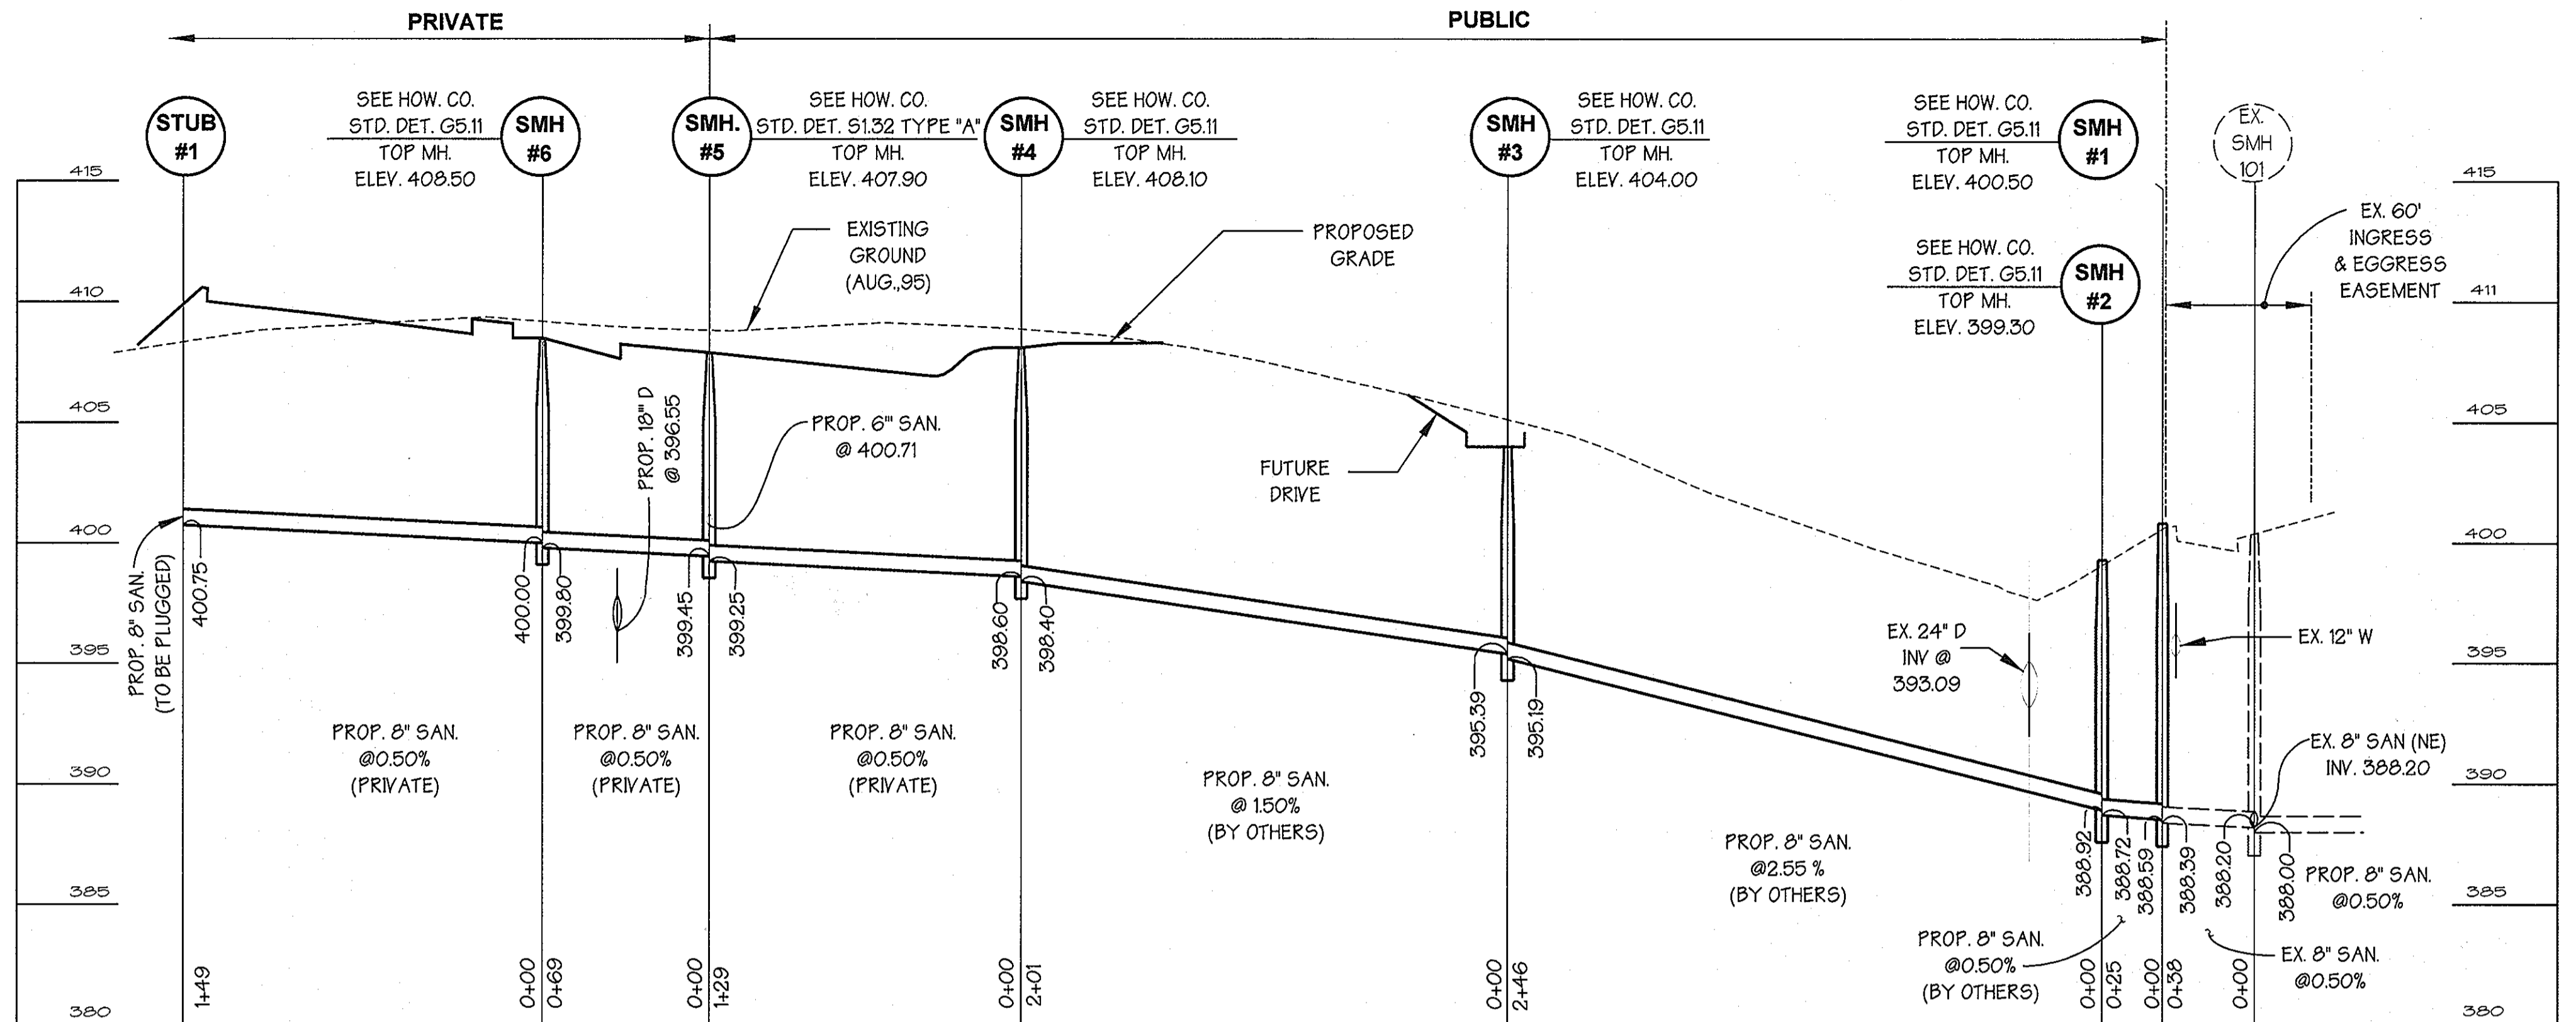 PRIVATE
PUBLIC
STUB
#1
SEE HOW. CO.
STD. DET. G5.11
TOP MH.
ELEV. 408.50
SMH
#6
SMH.
#5
SEE HOW. CO.
STD. DET. S1.32 TYPE "A"
TOP MH.
ELEV. 407.90
SMH
#4
SEE HOW. CO.
STD. DET. G5.11
TOP MH.
ELEV. 408.10
SMH
#3
SEE HOW. CO.
STD. DET. G5.11
TOP MH.
ELEV. 404.00
SEE HOW. CO.
STD. DET. G5.11
TOP MH.
ELEV. 400.50
SMH
#1
EX.
SMH
101
SEE HOW. CO.
STD. DET. G5.11
TOP MH.
ELEV. 399.30
SMH
#2
EX. 60'
INGRESS
& EGGRESS
EASEMENT
415
410
405
400
395
390
385
380
415
411
405
400
395
390
385
380
EXISTING
GROUND
(AUG.,95)
PROPOSED
GRADE
PROP. 18"' D
@ 396.55
PROP. 6"' SAN.
@ 400.71
FUTURE
DRIVE
EX. 24" D
INV @
393.09
EX. 12" W
EX. 8" SAN (NE)
INV. 388.20
PROP. 8" SAN.
(TO BE PLUGGED)
400.75
400.00
399.80
399.45
399.25
398.60
398.40
395.39
395.19
388.92
388.72
388.59
388.39
388.20
388.00
PROP. 8" SAN.
@0.50%
(PRIVATE)
PROP. 8" SAN.
@0.50%
(PRIVATE)
PROP. 8" SAN.
@0.50%
(PRIVATE)
PROP. 8" SAN.
@ 1.50%
(BY OTHERS)
PROP. 8" SAN.
@2.55 %
(BY OTHERS)
PROP. 8" SAN.
@0.50%
(BY OTHERS)
PROP. 8" SAN.
@0.50%
EX. 8" SAN.
@0.50%
1+49
0+00
0+69
0+00
1+29
0+00
2+01
0+00
2+46
0+00
0+25
0+00
0+38
0+00